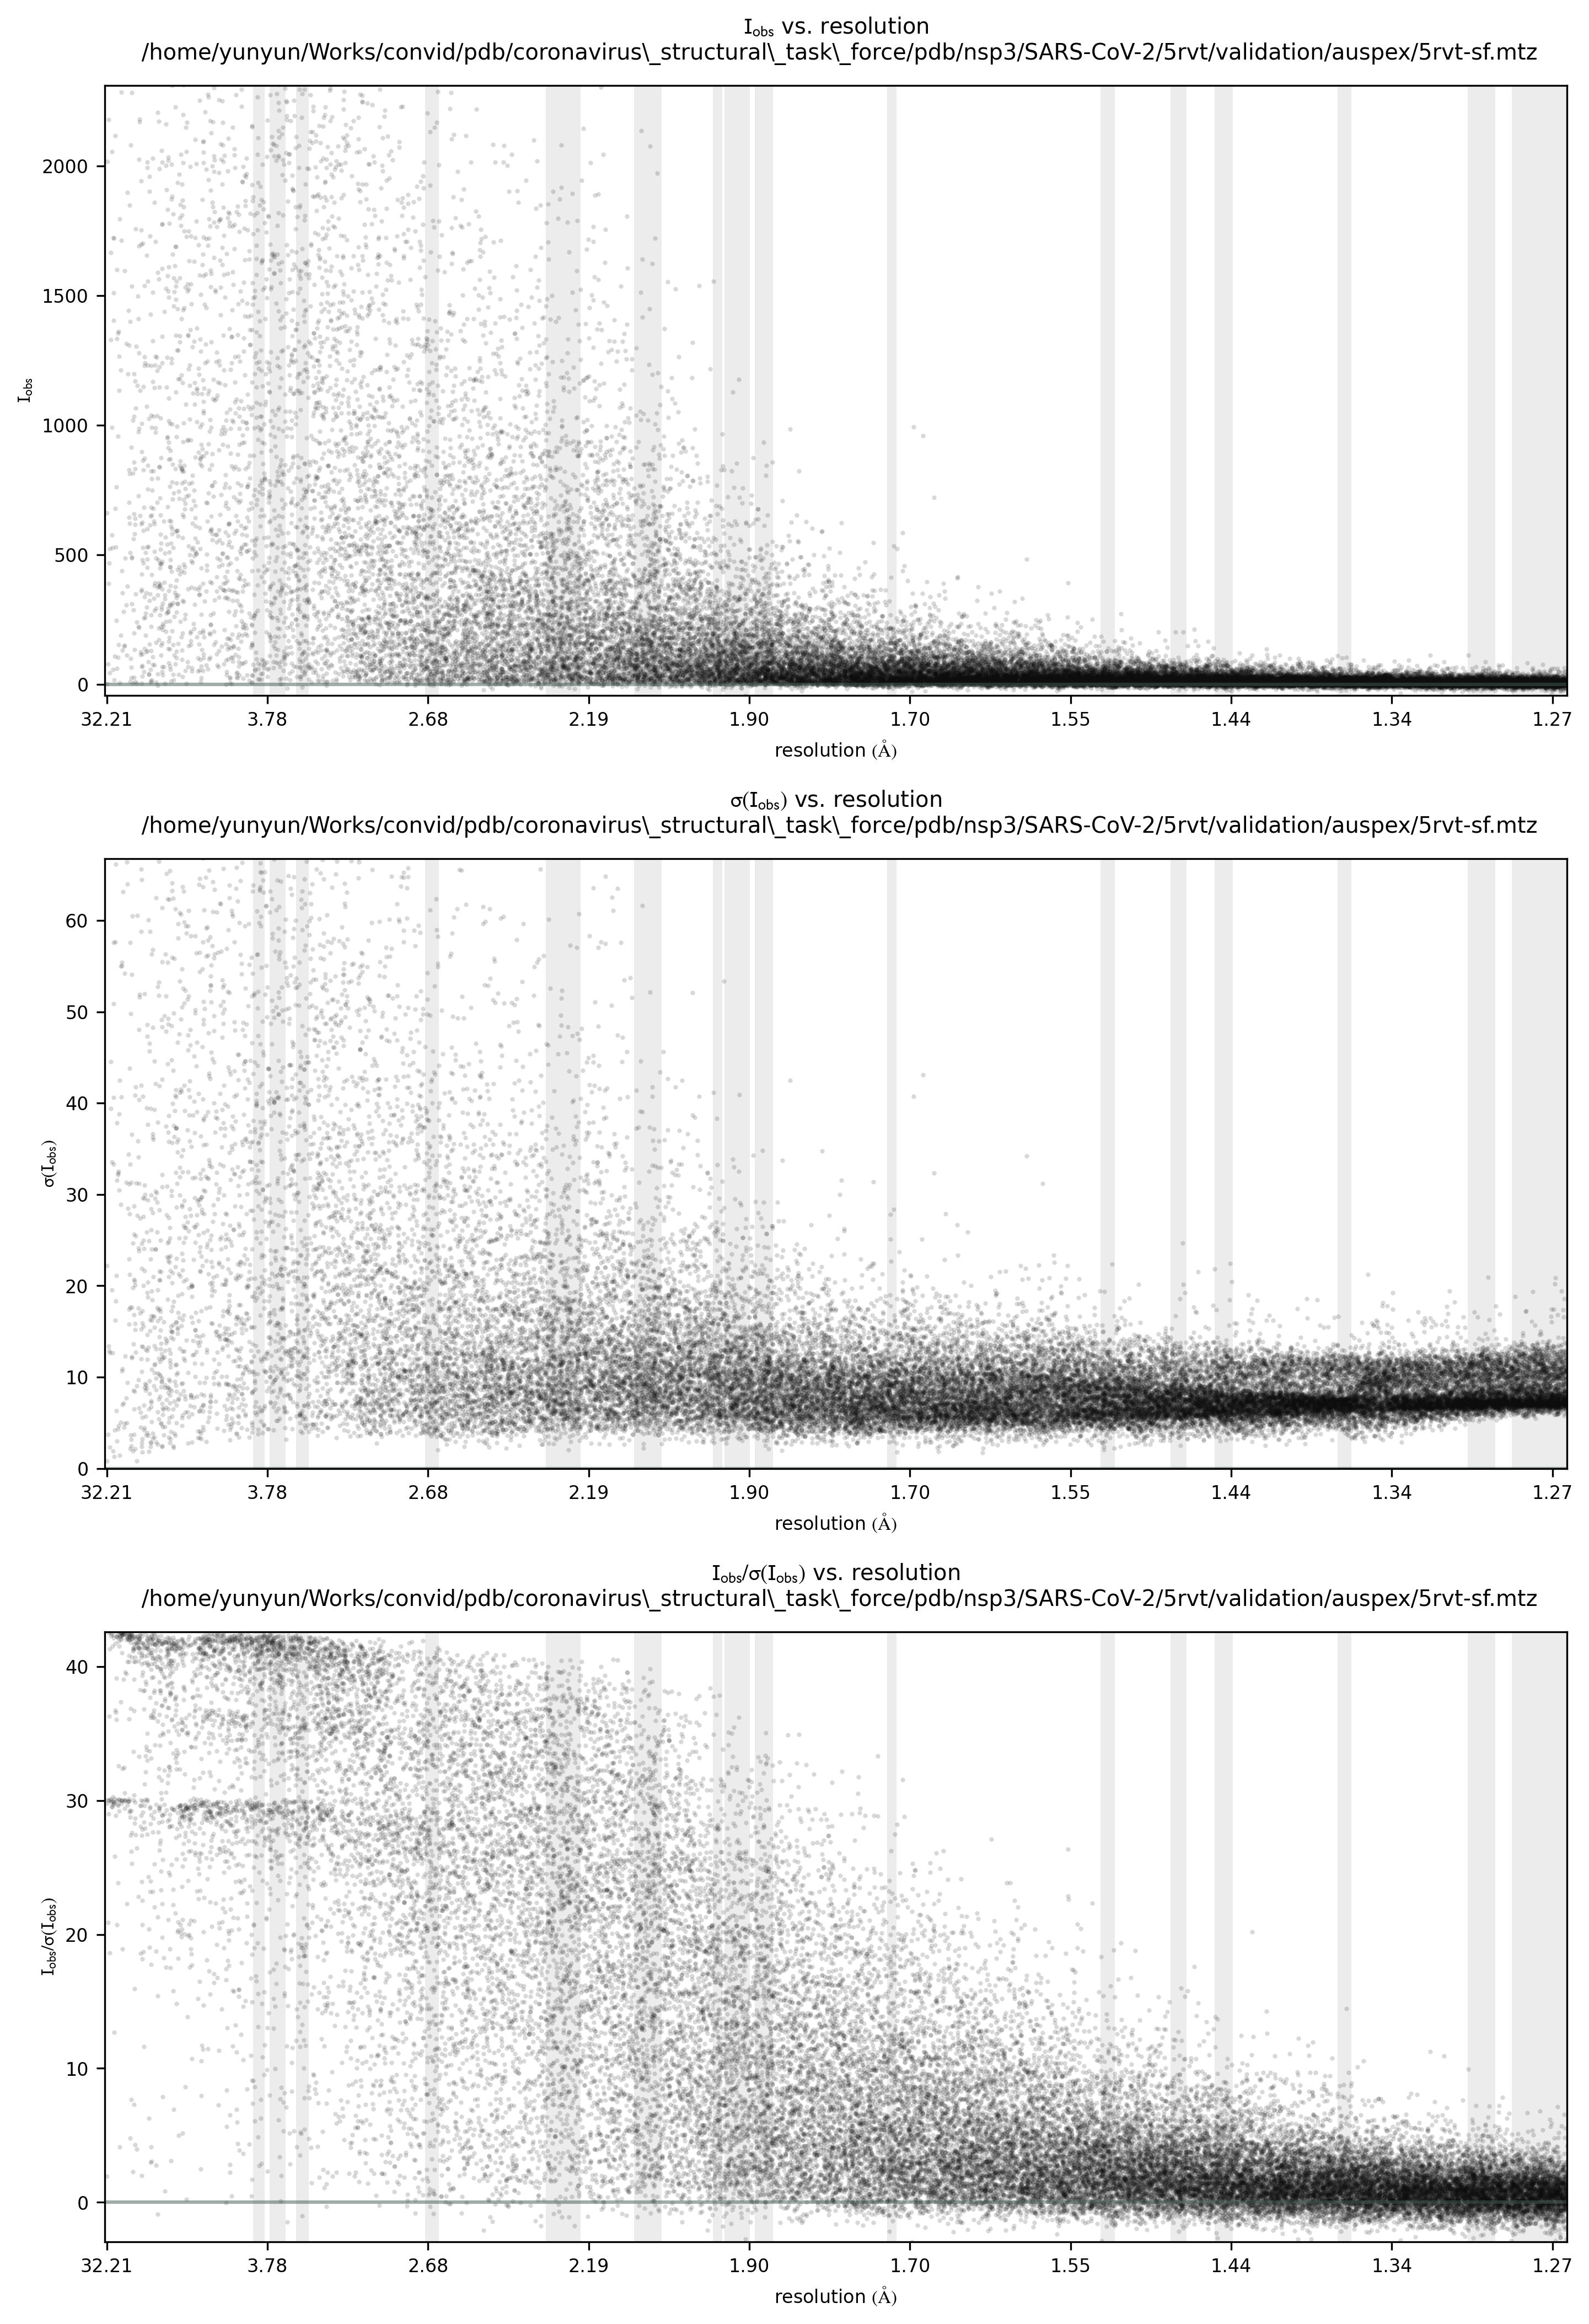 Iobs vs. resolution
/home/yunyun/Works/convid/pdb/coronavirus\_structural\_task\_force/pdb/nsp3/SARS-CoV-2/5rvt/validation/auspex/5rvt-sf.mtz
2000
1500
1000
500
0
Iobs
32.21 3.78 2.68 2.19 1.90 1.70 1.55 1.44 1.34 1.27
resolution (Å)
σ(Iobs) vs. resolution
/home/yunyun/Works/convid/pdb/coronavirus\_structural\_task\_force/pdb/nsp3/SARS-CoV-2/5rvt/validation/auspex/5rvt-sf.mtz
60
50
40
30
20
10
0
σ(Iobs)
32.21 3.78 2.68 2.19 1.90 1.70 1.55 1.44 1.34 1.27
resolution (Å)
Iobs/σ(Iobs) vs. resolution
/home/yunyun/Works/convid/pdb/coronavirus\_structural\_task\_force/pdb/nsp3/SARS-CoV-2/5rvt/validation/auspex/5rvt-sf.mtz
40
30
20
10
0
Iobs/σ(Iobs)
32.21 3.78 2.68 2.19 1.90 1.70 1.55 1.44 1.34 1.27
resolution (Å)